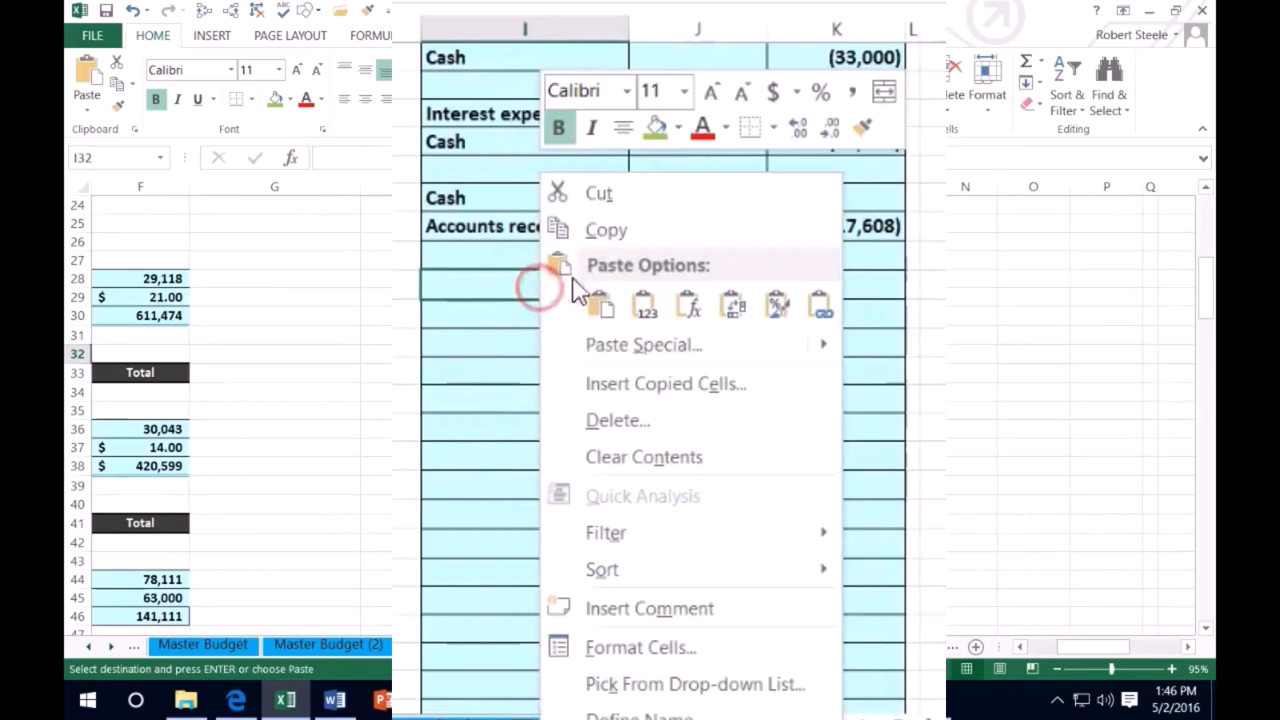 FILE HOME INSERT PAGE LAYOUT FORMU
? Robert Steele
Paste
Clipboard
Calibri 11
B I U
Font
Format
Sort & Filter
Find & Select
Editing
I32
fx
F G
24
25
26
27
28 29,118
29 $ 21.00
30 611,474
31
32
33 Total
34
35
36 30,043
37 $ 14.00
38 $ 420,599
39
40
41 Total
42
43
44 78,111
45 63,000
46 141,111
I J K L
Cash (33,000)
Interest expe
Cash
Cash
Accounts rece 7,608)
Calibri 11 $ % ,
B I A
Cut
Copy
Paste Options:
Paste Special...
Insert Copied Cells...
Delete...
Clear Contents
Quick Analysis
Filter
Sort
Insert Comment
Format Cells...
Pick From Drop-down List...
Define Name
N O P Q
Master Budget Master Budget (2)
Select destination and press ENTER or choose Paste
95%
1:46 PM
5/2/2016